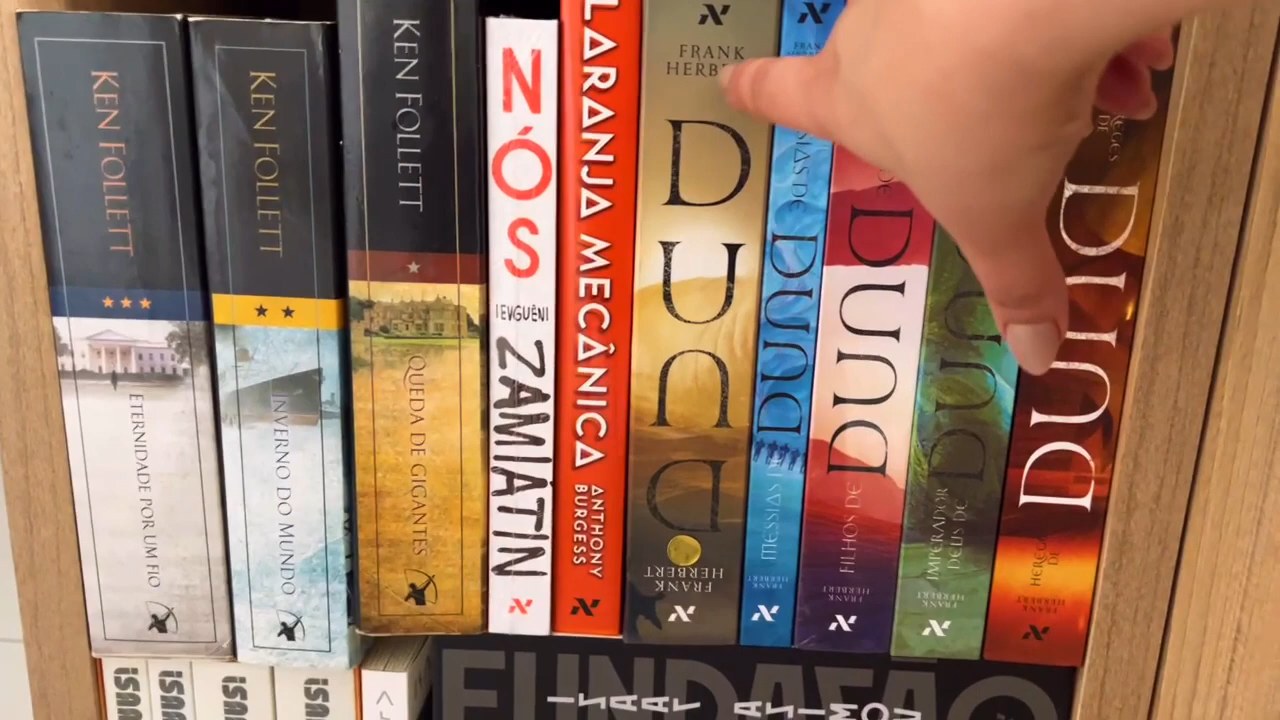 KEN FOLLETT
ETERNIDADE POR UM FIO
KEN FOLLETT
INVERNO DO MUNDO
KEN FOLLETT
QUEDA DE GIGANTES
NÓS
IEVGUÊNI
ZAMIÁTIN
LARANJA MECÂNICA
ANTHONY
BURGESS
FRANK
DUNA
FRANK
HERBERT
DUNA
MESSIAS
FRANK
HERBERT
DUNA
FILHOS DE
FRANK
HERBERT
DUNA
IMPERADOR
DEUS DE
FRANK
HERBERT
DUNA
DE
FRANK
HERBERT
FUNDAÇÃO